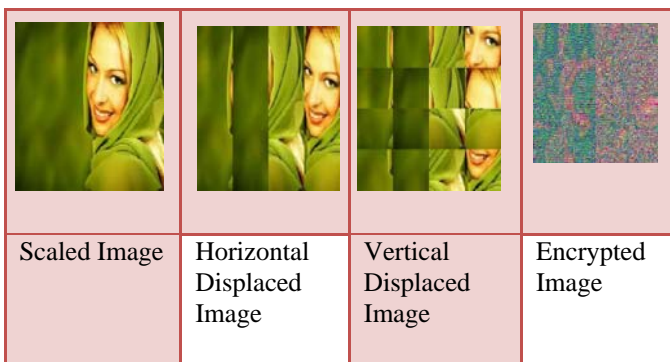 Scaled Image
Horizontal
Displaced
Image
Vertical
Displaced
Image
Encrypted
Image